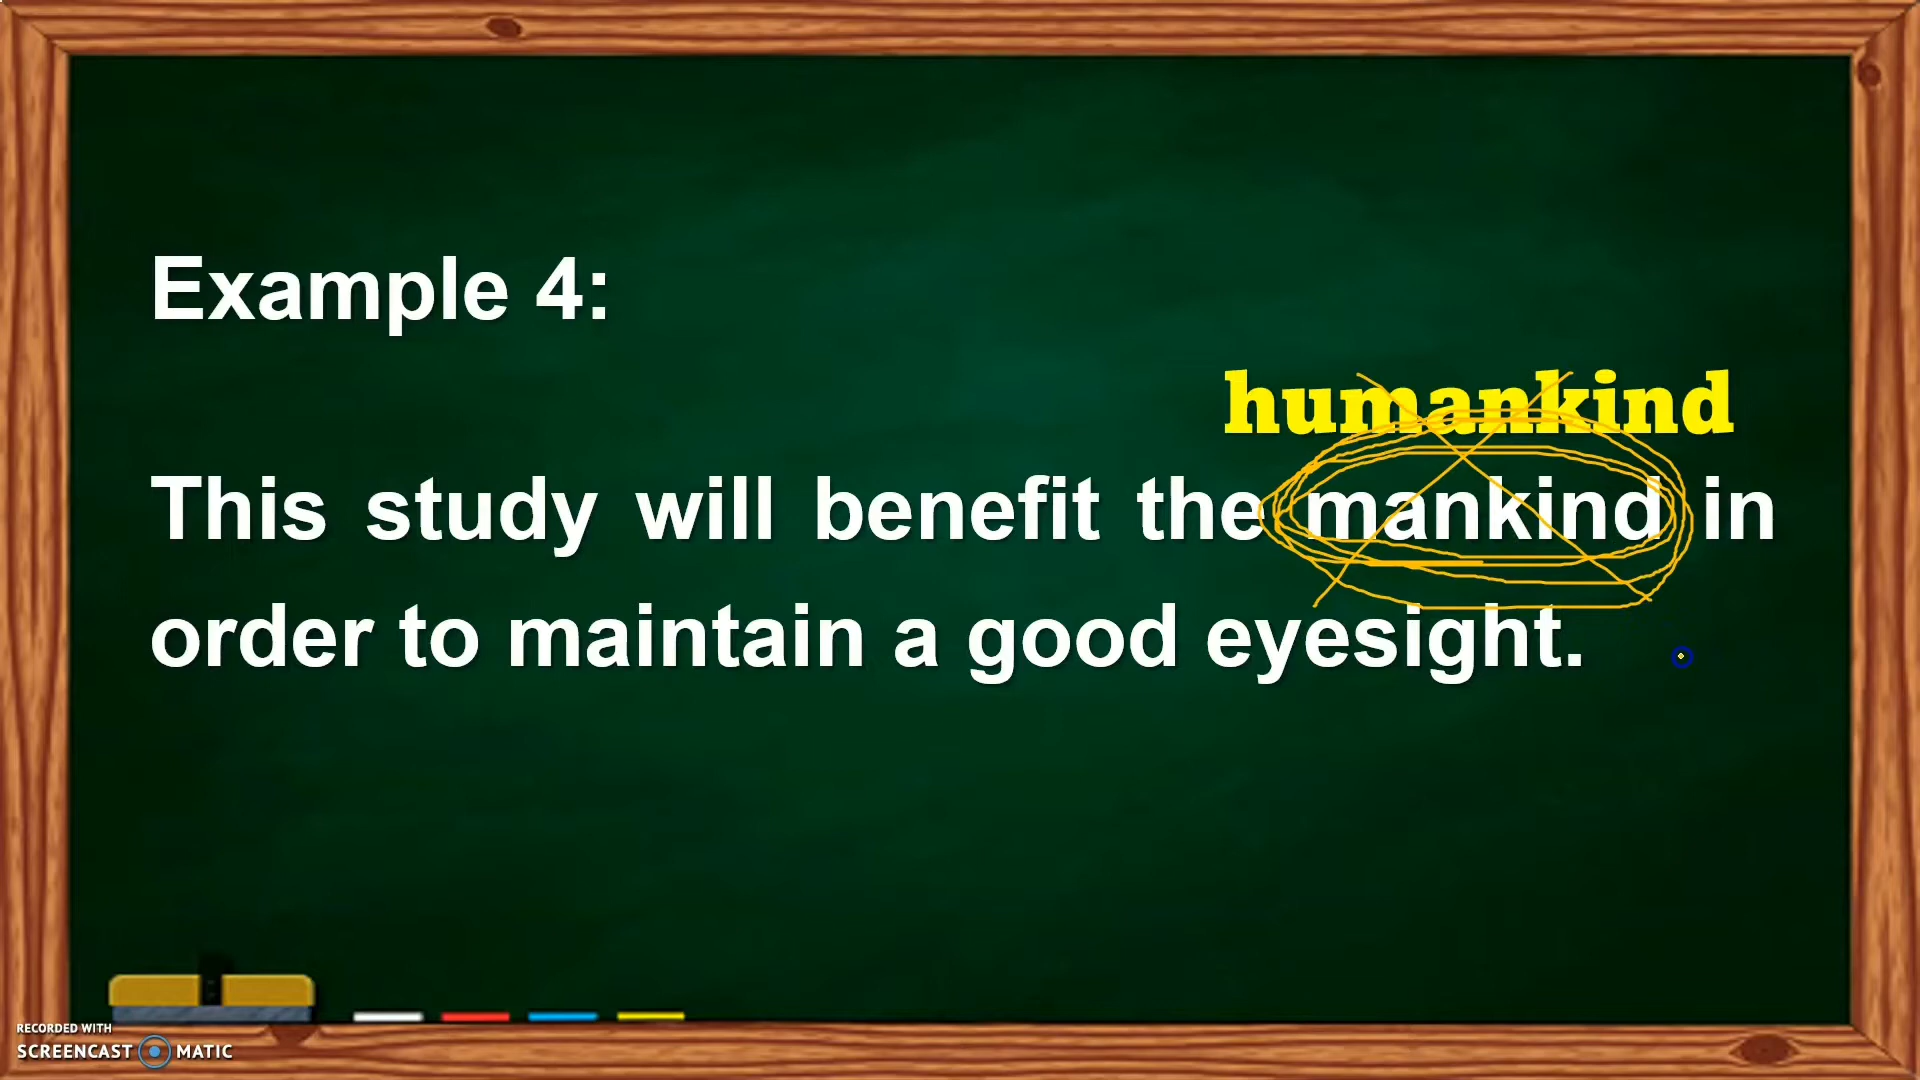 Example 4:
humankind
This study will benefit the mankind in
order to maintain a good eyesight.
RECORDED WITH
SCREENCAST MATIC